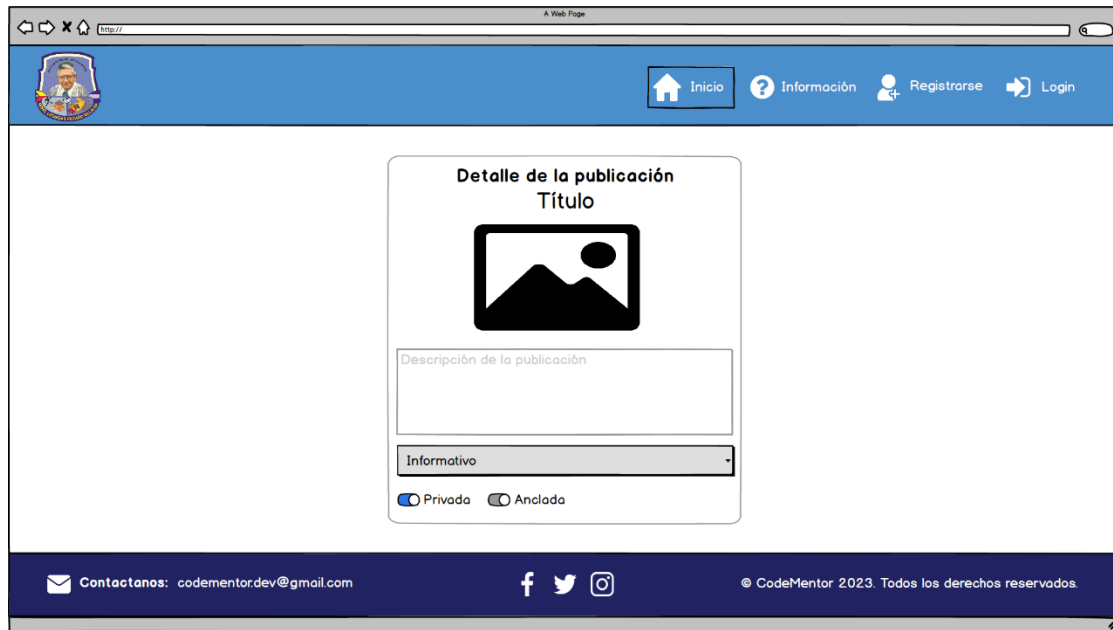 A Web Page
http://
Inicio
Información
Registrarse
Login
Detalle de la publicación
Título
Descripción de la publicación
Informativo
Privada
Anclada
Contactanos: codementor.dev@gmail.com
© CodeMentor 2023. Todos los derechos reservados.